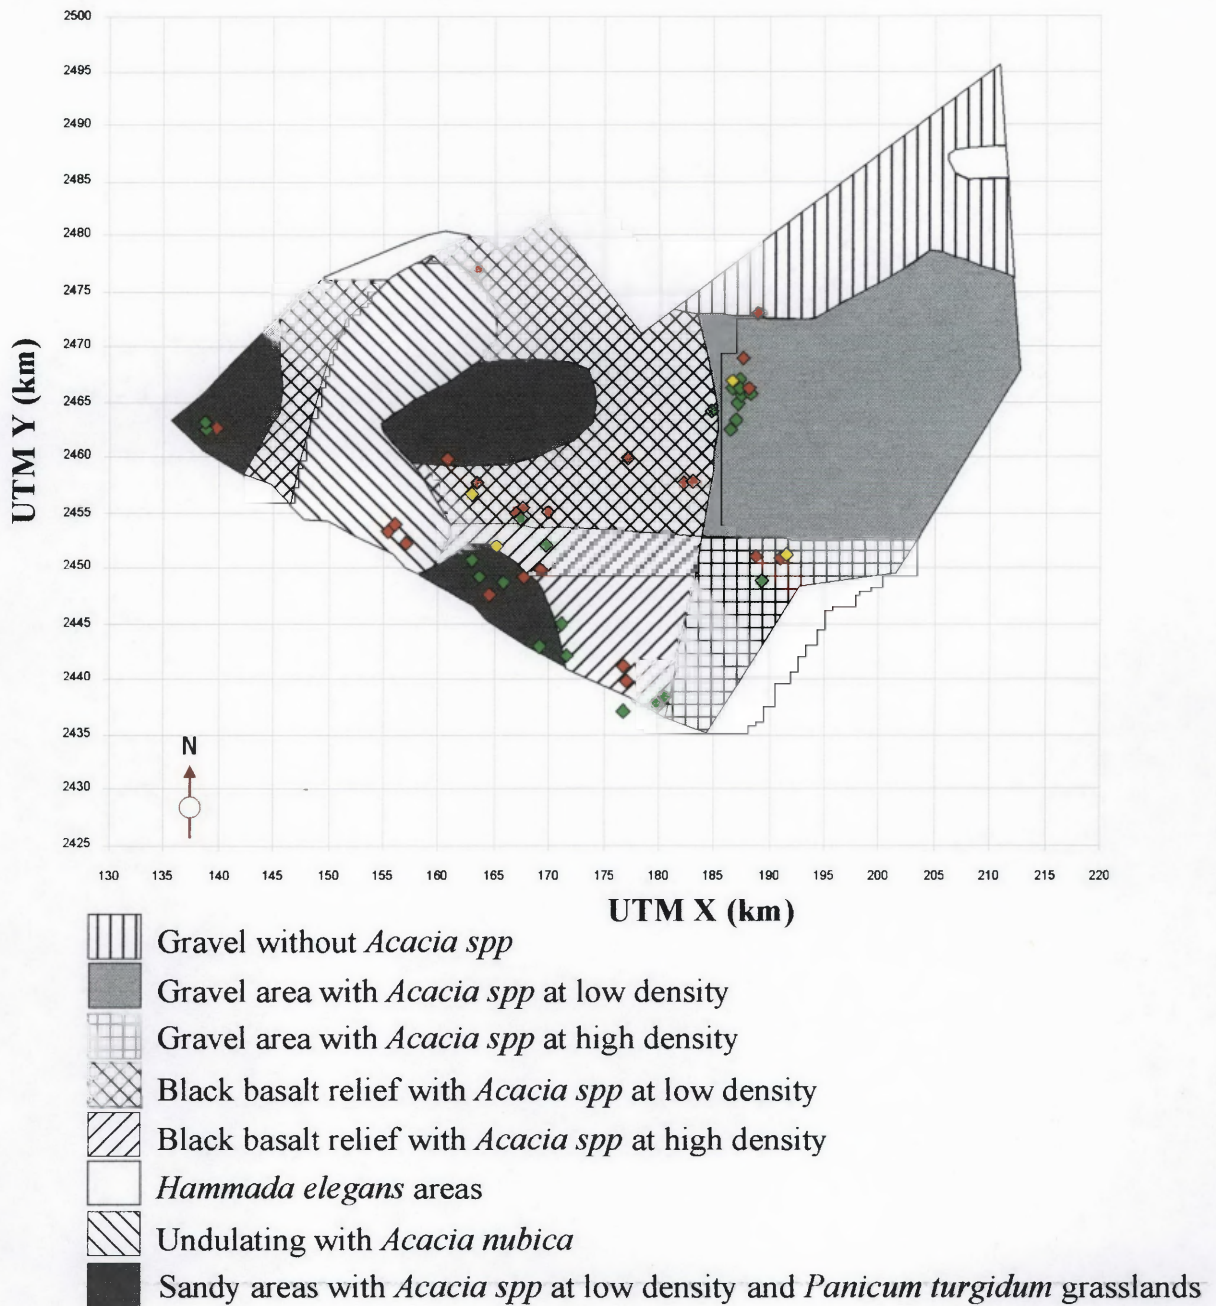 2500
2495
2490
2485
2480
2475
2470
2465
2460
2455
2450
2445
2440
2435
2430
2425
UTM Y (km)
N
130 135 140 145 150 155 160 165 170 175 180 185 190 195 200 205 210 215 220
UTM X (km)
Gravel without Acacia spp
Gravel area with Acacia spp at low density
Gravel area with Acacia spp at high density
Black basalt relief with Acacia spp at low density
Black basalt relief with Acacia spp at high density
Hammada elegans areas
Undulating with Acacia nubica
Sandy areas with Acacia spp at low density and Panicum turgidum grasslands